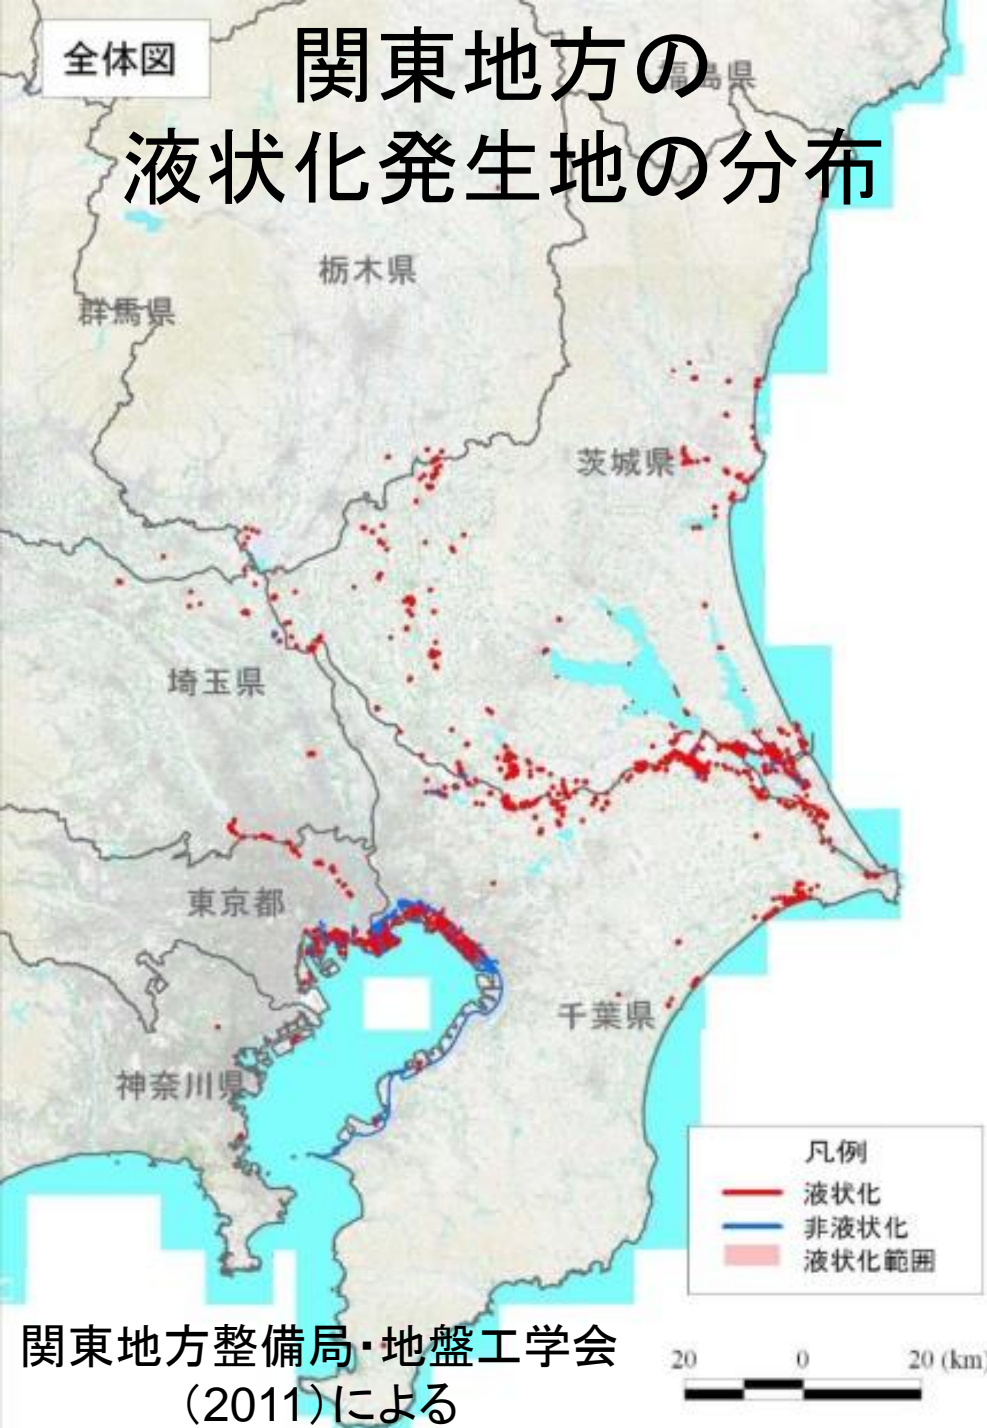 全体図
関東地方の
液状化発生地の分布
福島県
栃木県
群馬県
茨城県
埼玉県
東京都
千葉県
神奈川県
凡例
液状化
非液状化
液状化範囲
関東地方整備局・地盤工学会
（2011）による
20 0 20 (km)